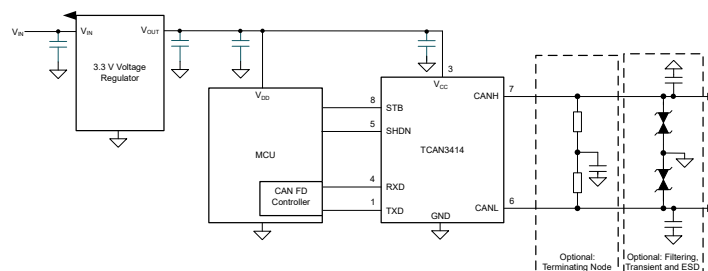 VIN
VIN
VOUT
3.3 V Voltage
Regulator
3
VDD
VCC
MCU
CAN FD
Controller
8
STB
5
SHDN
4
RXD
1
TXD
TCAN3414
GND
CANH
7
CANL
6
Optional:
Terminating Node
Optional: Filtering,
Transient and ESD